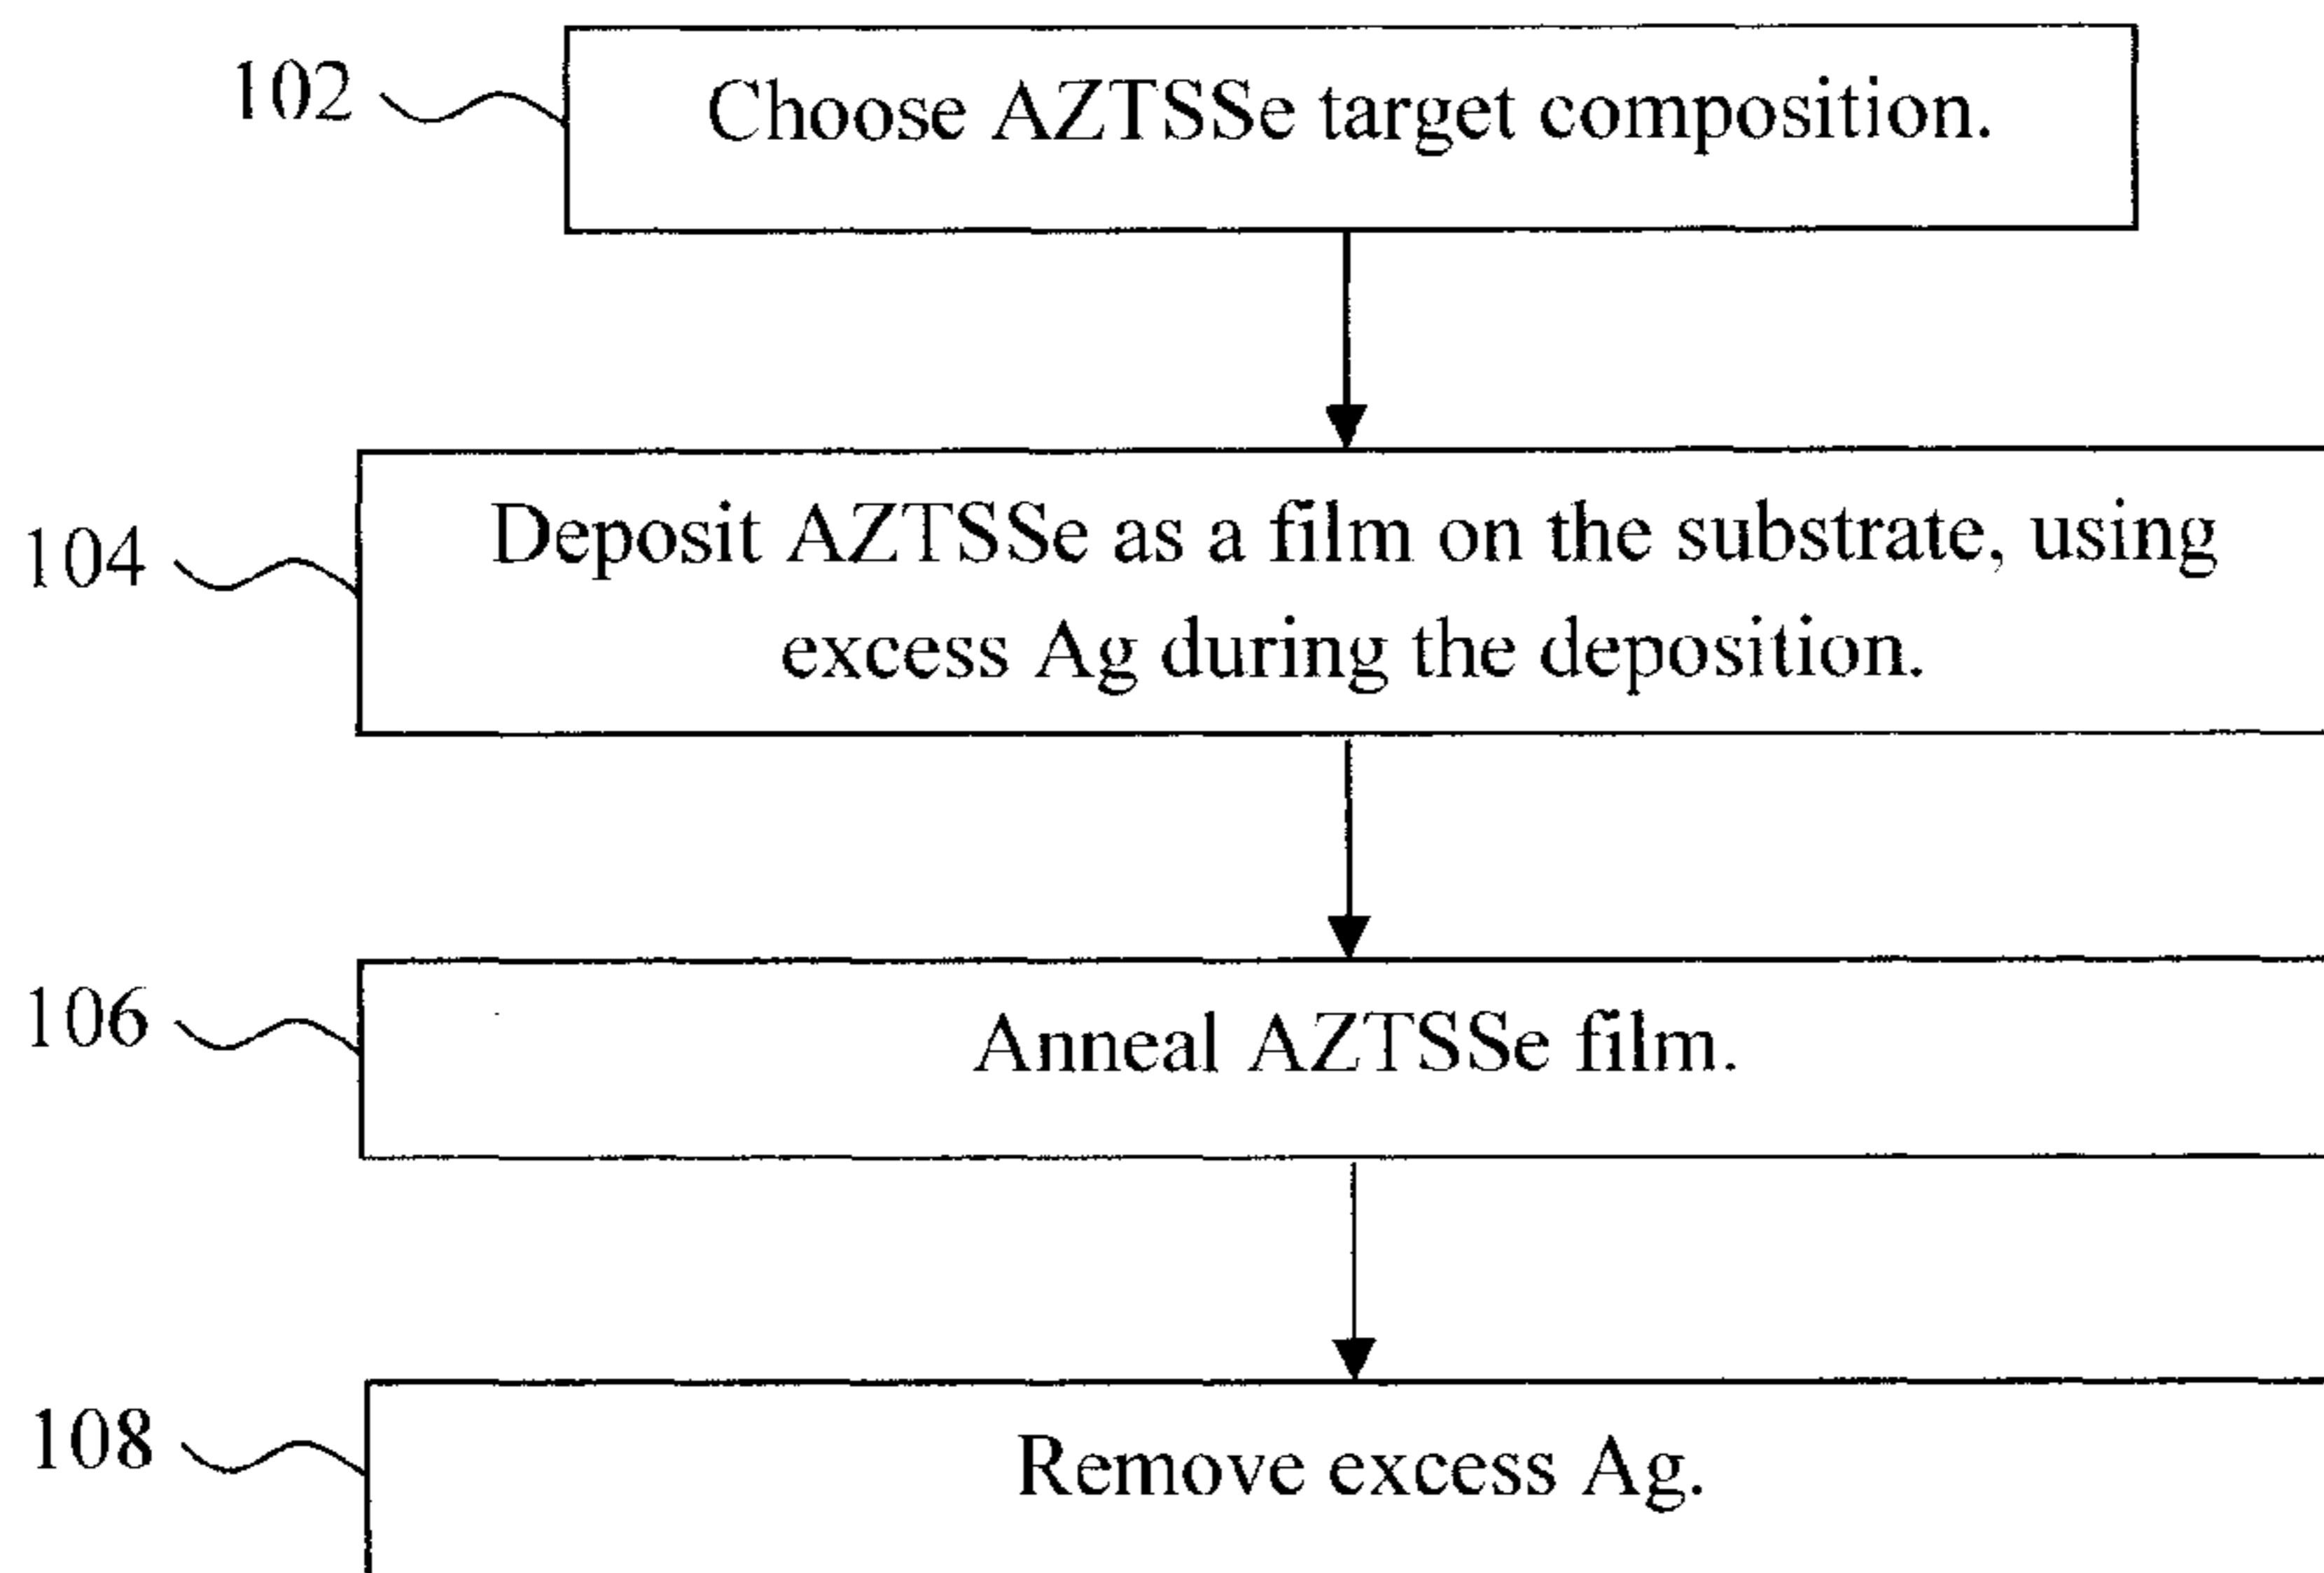 102
Choose AZTSSe target composition.
104
Deposit AZTSSe as a film on the substrate, using
excess Ag during the deposition.
106
Anneal AZTSSe film.
108
Remove excess Ag.